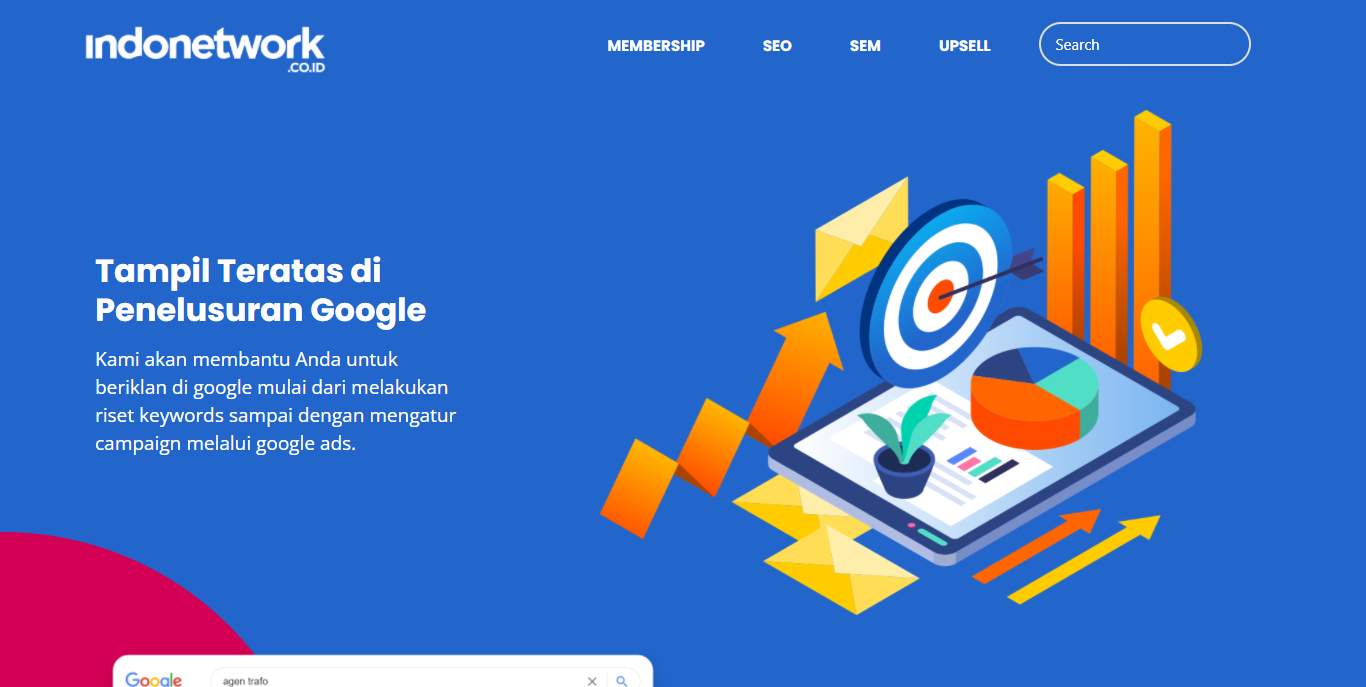 indonetwork
.CO.ID
MEMBERSHIP SEO SEM UPSELL Search
Tampil Teratas di
Penelusuran Google
Kami akan membantu Anda untuk
beriklan di google mulai dari melakukan
riset keywords sampai dengan mengatur
campaign melalui google ads.
Google agen trafo